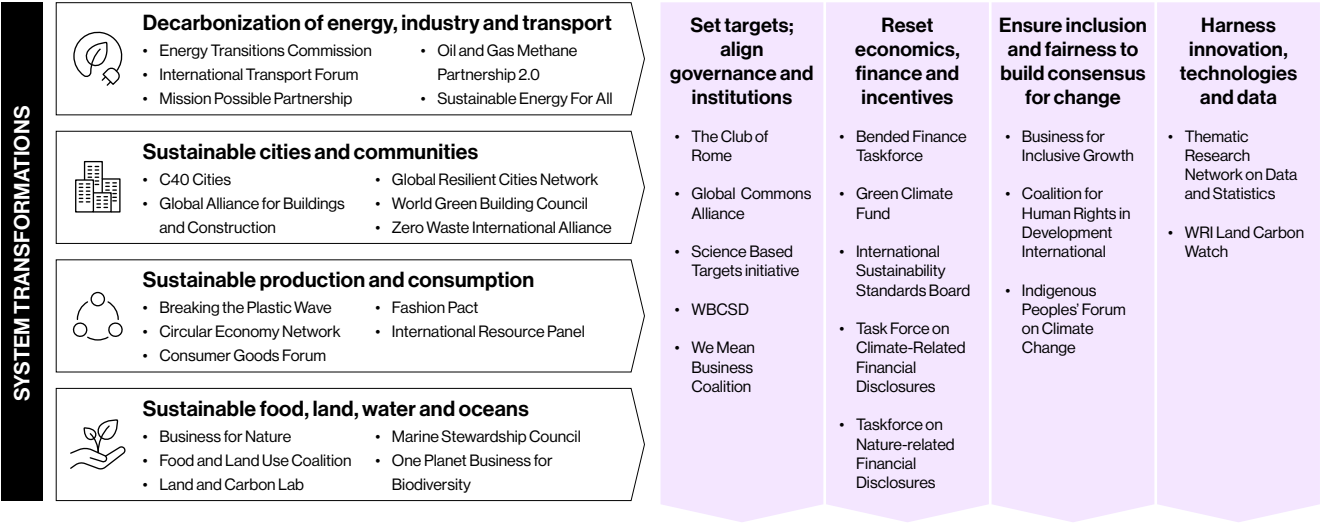 SYSTEM TRANSFORMATIONS
Decarbonization of energy, industry and transport
• Energy Transitions Commission
• International Transport Forum
• Mission Possible Partnership
• Oil and Gas Methane
Partnership 2.0
• Sustainable Energy For All
Sustainable cities and communities
• C40 Cities
• Global Alliance for Buildings
and Construction
• Global Resilient Cities Network
• World Green Building Council
• Zero Waste International Alliance
Sustainable production and consumption
• Breaking the Plastic Wave
• Circular Economy Network
• Consumer Goods Forum
• Fashion Pact
• International Resource Panel
Sustainable food, land, water and oceans
• Business for Nature
• Food and Land Use Coalition
• Land and Carbon Lab
• Marine Stewardship Council
• One Planet Business for
Biodiversity
Set targets;
align
governance and
institutions
• The Club of
Rome
• Global Commons
Alliance
• Science Based
Targets initiative
• WBCSD
• We Mean
Business
Coalition
Reset
economics,
finance and
incentives
• Bended Finance
Taskforce
• Green Climate
Fund
• International
Sustainability
Standards Board
• Task Force on
Climate-Related
Financial
Disclosures
• Taskforce on
Nature-related
Financial
Disclosures
Ensure inclusion
and fairness to
build consensus
for change
• Business for
Inclusive Growth
• Coalition for
Human Rights in
Development
International
• Indigenous
Peoples' Forum
on Climate
Change
Harness
innovation,
technologies
and data
• Thematic
Research
Network on Data
and Statistics
• WRI Land Carbon
Watch